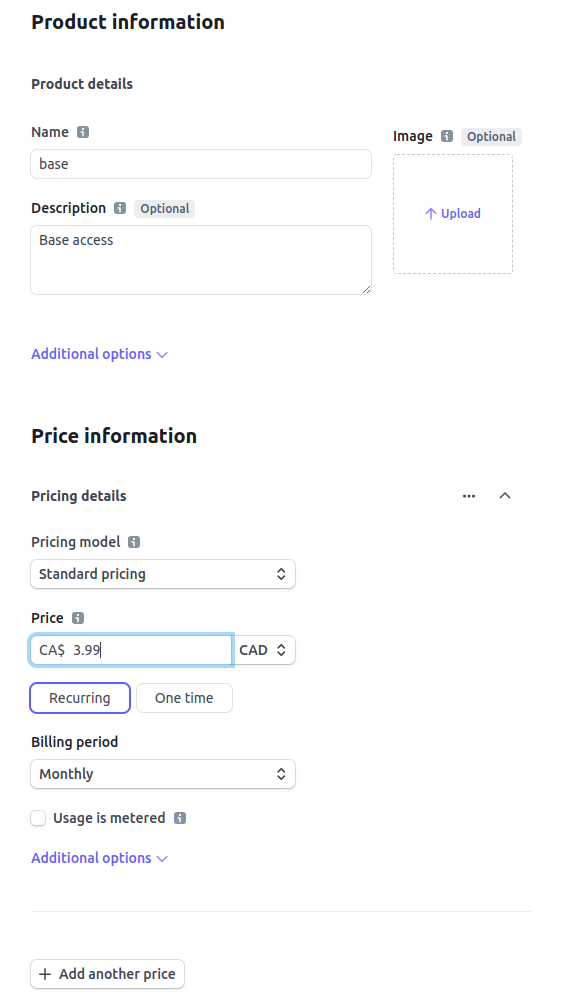 Product information
Product details
Name
Image Optional
base
Upload
Description Optional
Base access
Additional options
Price information
Pricing details
Pricing model
Standard pricing
Price
CA$ 3.99 CAD
Recurring One time
Billing period
Monthly
Usage is metered
Additional options
+ Add another price